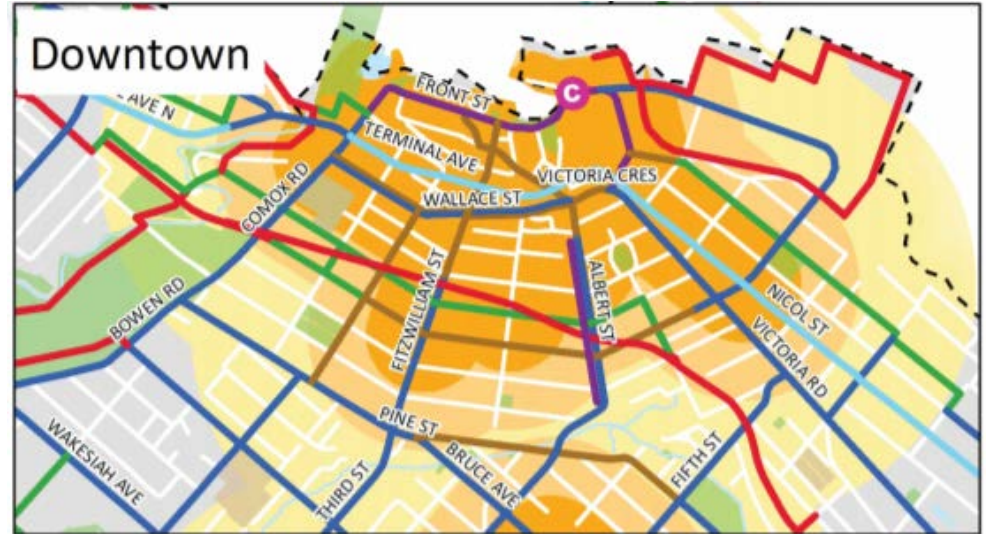 Downtown
E AVE N
FRONT ST
TERMINAL AVE
C
VICTORIA CRES
WALLACE ST
COMOX RD
BOWEN RD
FITZWILLIAM ST
ALBERT ST
NICOL ST
VICTORIA RD
PINE ST
BRUCE AVE
WAKESIAH AVE
THIRD ST
FIFTH ST